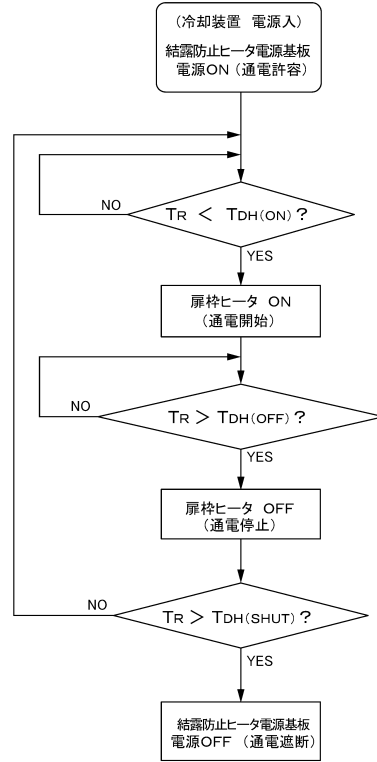 (冷却装置 電源入)
結露防止ヒータ電源基板
電源ON (通電許容)
TR < TDH(ON) ?
NO
YES
扉枠ヒータ ON
(通電開始)
TR > TDH(OFF) ?
NO
YES
扉枠ヒータ OFF
(通電停止)
TR > TDH(SHUT) ?
NO
YES
結露防止ヒータ電源基板
電源OFF (通電遮断)